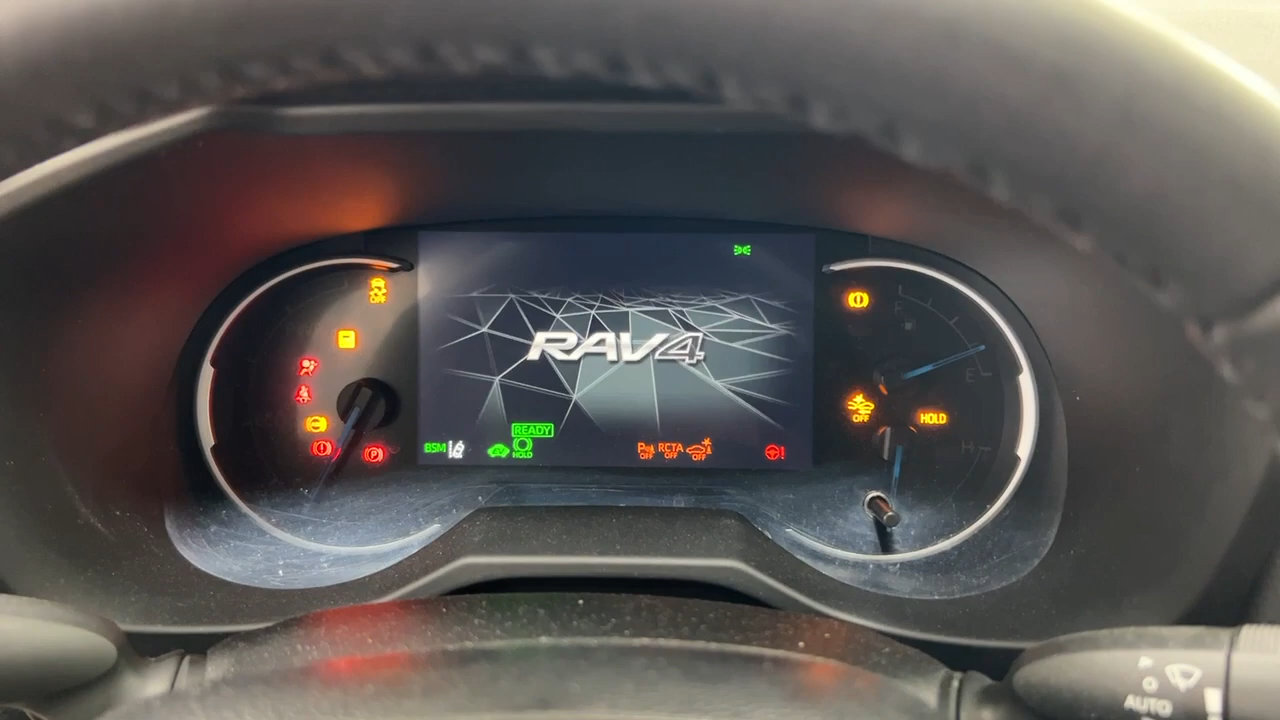 OFF
RAV4
F
E
OFF
HOLD
READY
BSM
HOLD
P OFF
RCTA OFF
OFF
H
P
AUTO